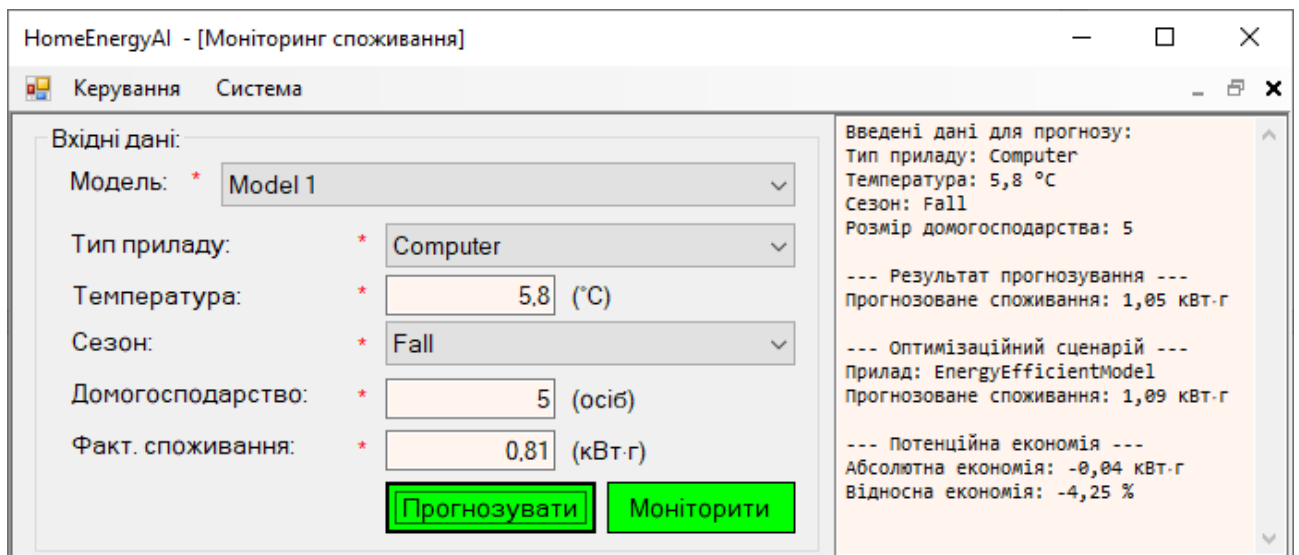 HomeEnergyAI - [Моніторинг споживання]
Керування Система
Вхідні дані:
Модель: * Model 1
Тип приладу: * Computer
Температура: * 5,8 (°C)
Сезон: * Fall
Домогосподарство: * 5 (осіб)
Факт. споживання: * 0,81 (кВт·г)
Прогнозувати Моніторити
Введені дані для прогнозу:
Тип приладу: Computer
Температура: 5,8 °C
Сезон: Fall
Розмір домогосподарства: 5
--- Результат прогнозування ---
Прогнозоване споживання: 1,05 кВт·г
--- Оптимізаційний сценарій ---
Прилад: EnergyEfficientModel
Прогнозоване споживання: 1,09 кВт·г
--- Потенційна економія ---
Абсолютна економія: -0,04 кВт·г
Відносна економія: -4,25 %